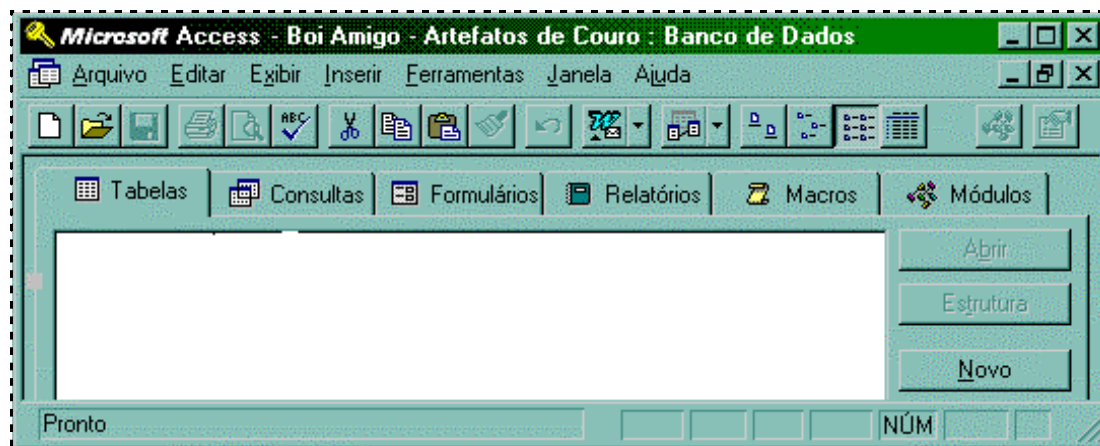 Microsoft Access - Boi Amigo - Artefatos de Couro : Banco de Dados
Arquivo Editar Exibir Inserir Ferramentas Janela Ajuda
ABC
Tabelas Consultas Formulários Relatórios Macros Módulos
Abrir
Estrutura
Novo
Pronto NÚM